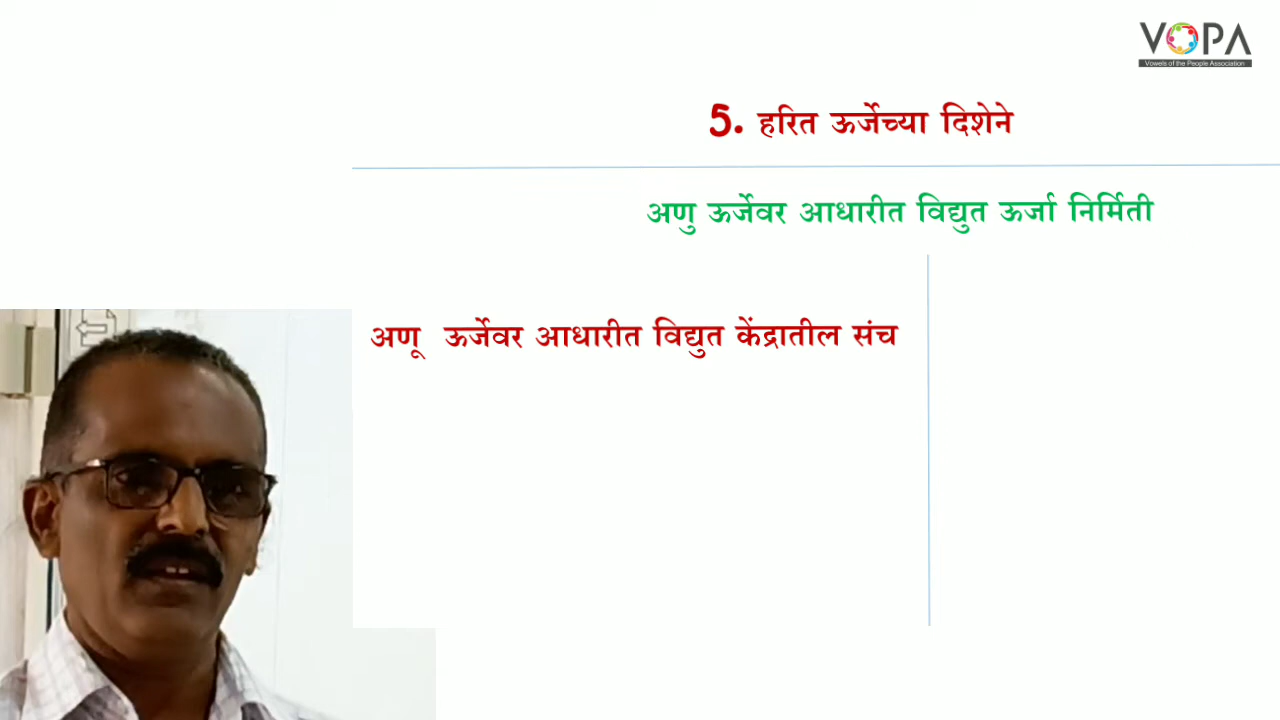 VOPA
Vowels of the People Association
5. हरित ऊर्जेच्या दिशेने
अणु ऊर्जेवर आधारीत विद्युत ऊर्जा निर्मिती
अणू ऊर्जेवर आधारीत विद्युत केंद्रातील संच